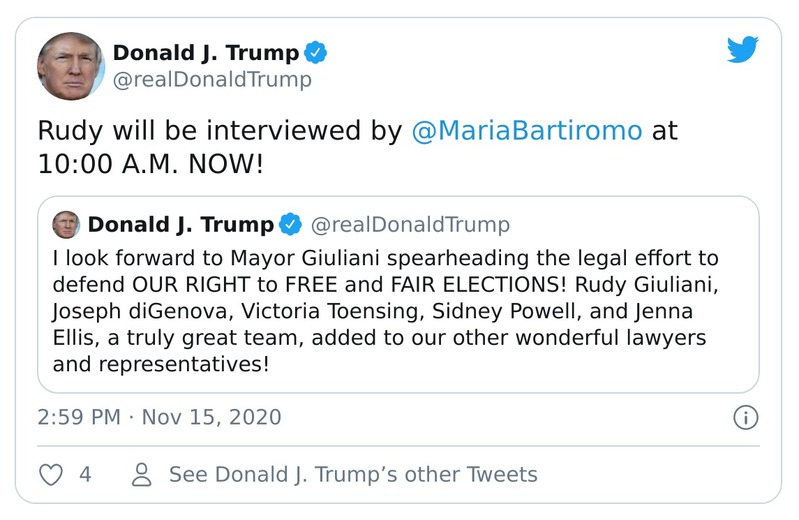 Donald J. Trump
@realDonaldTrump
Rudy will be interviewed by @MariaBartiromo at
10:00 A.M. NOW!
Donald J. Trump @realDonaldTrump
I look forward to Mayor Giuliani spearheading the legal effort to
defend OUR RIGHT to FREE and FAIR ELECTIONS! Rudy Giuliani,
Joseph diGenova, Victoria Toensing, Sidney Powell, and Jenna
Ellis, a truly great team, added to our other wonderful lawyers
and representatives!
2:59 PM · Nov 15, 2020
4 See Donald J. Trump’s other Tweets